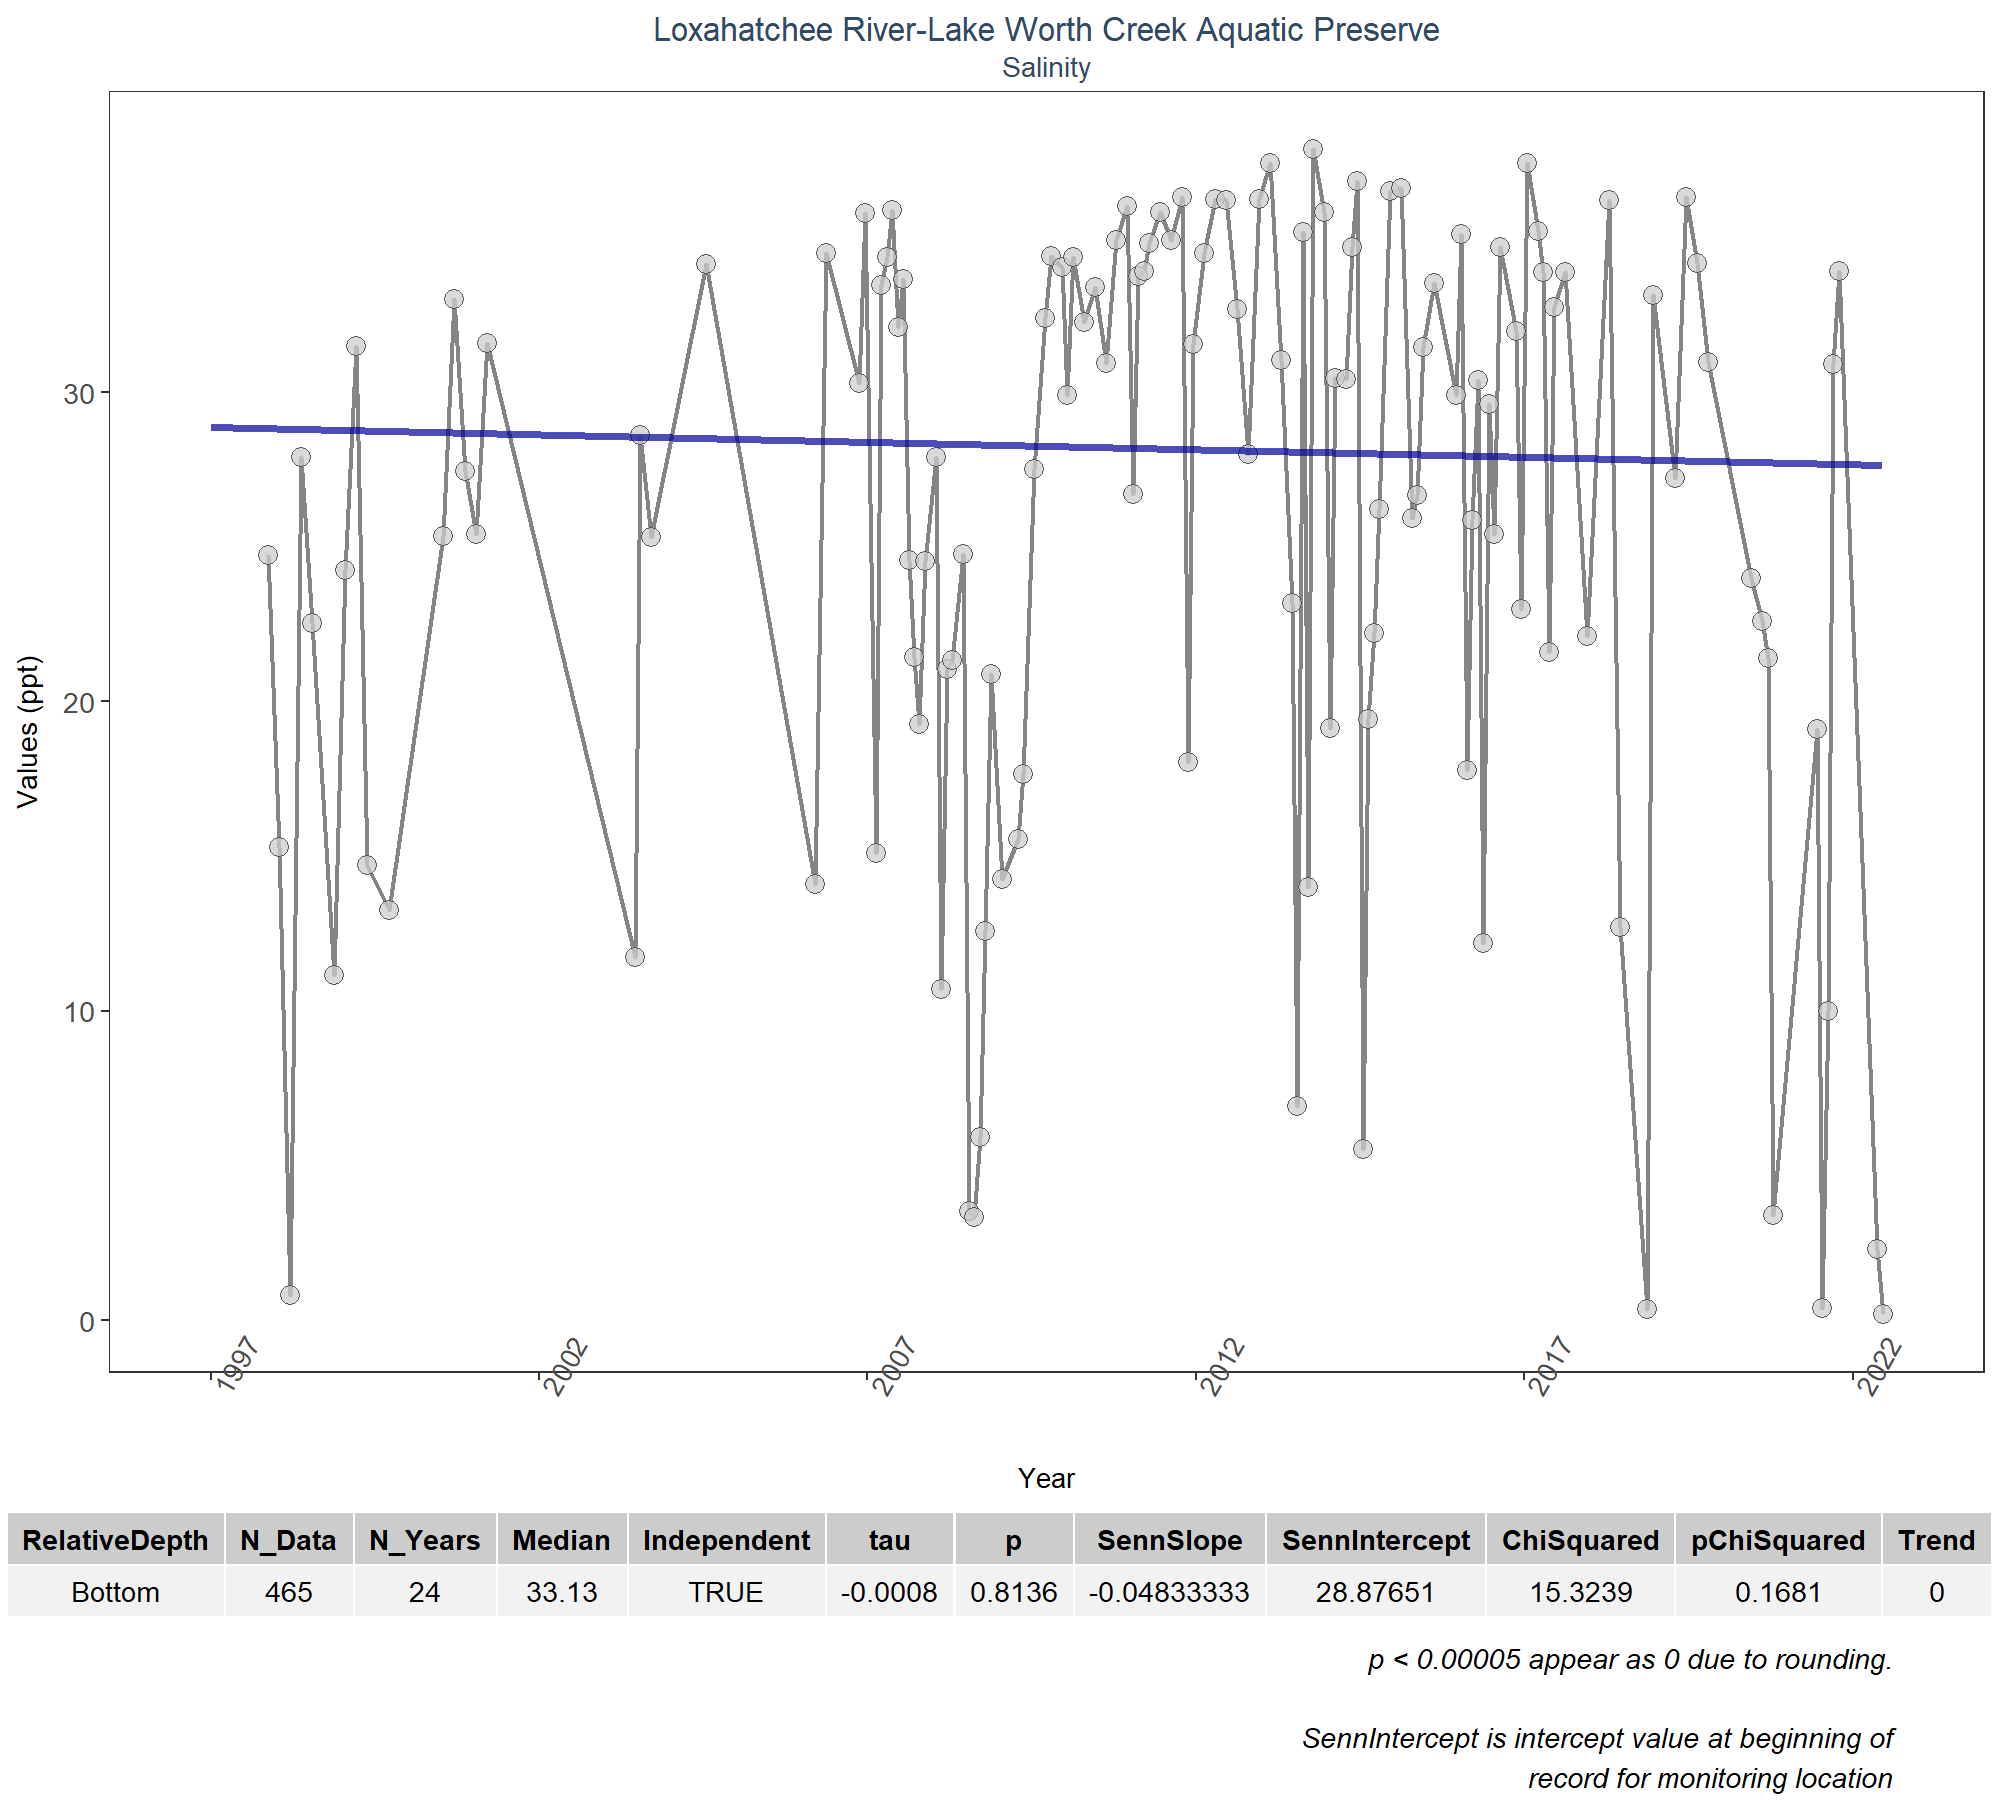 Loxahatchee River-Lake Worth Creek Aquatic Preserve
Salinity
Values (ppt)
30
20
10
0
1997
2002
2007
2012
2017
2022
Year
RelativeDepth N_Data N_Years Median Independent tau p SennSlope SennIntercept ChiSquared pChiSquared Trend
Bottom 465 24 33.13 TRUE -0.0008 0.8136 -0.04833333 28.87651 15.3239 0.1681 0
p < 0.00005 appear as 0 due to rounding.
SennIntercept is intercept value at beginning of
record for monitoring location